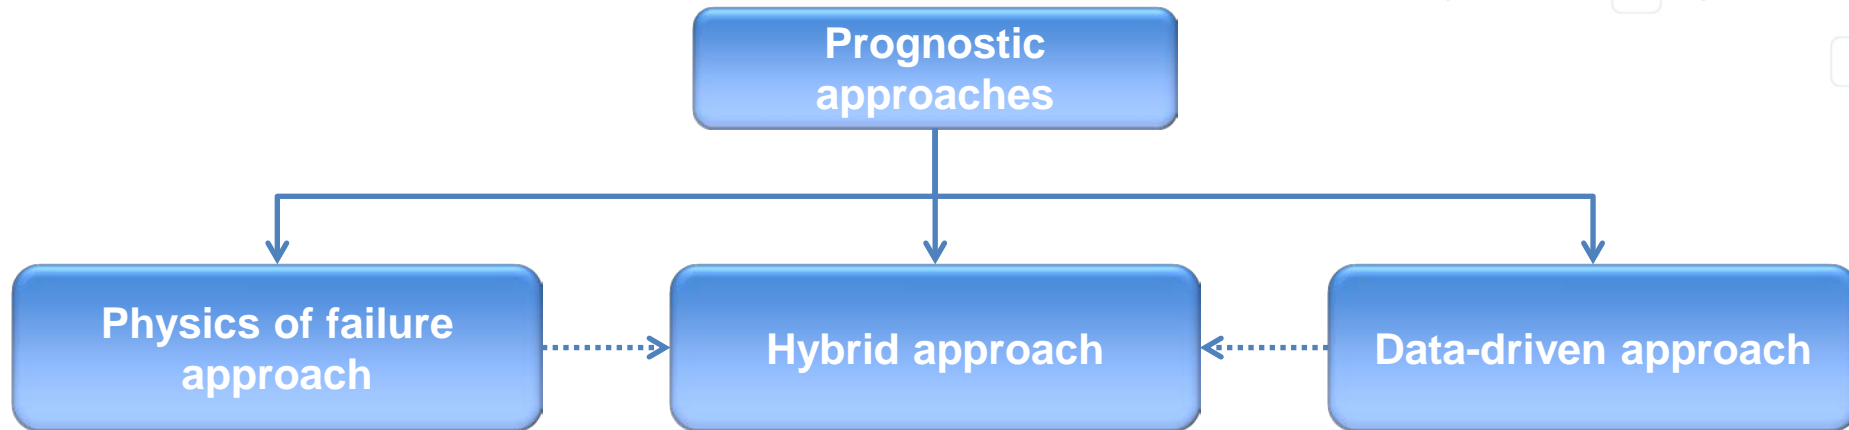 Prognostic
approaches
Physics of failure
approach
Hybrid approach
Data-driven approach